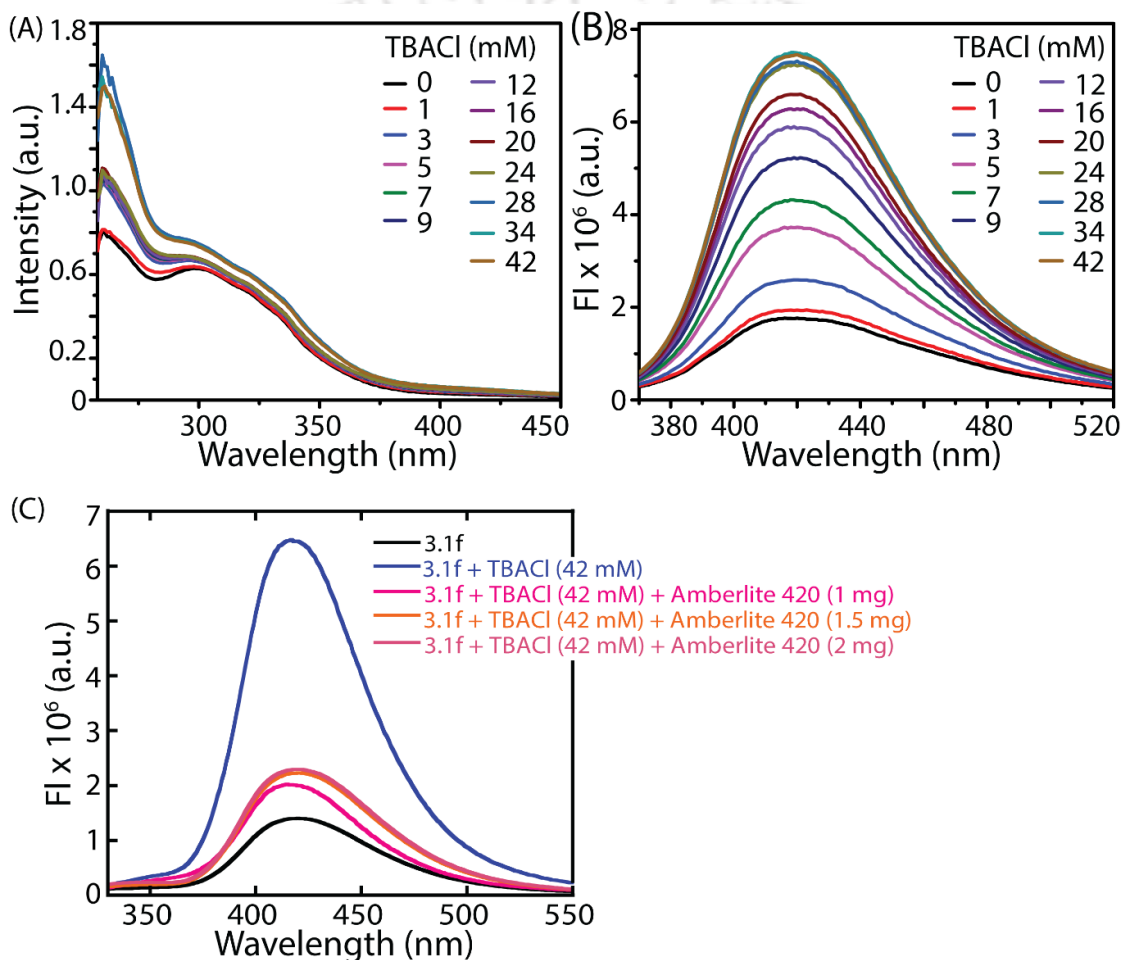 (A)
1.8
1.4
1.0
0.6
0.2
0
Intensity (a.u.)
TBACl (mM)
0 12
1 16
3 20
5 24
7 28
9 34
42
300 350 400 450
Wavelength (nm)
(B)
8
6
4
2
0
FI x 10⁶ (a.u.)
TBACl (mM)
0 12
1 16
3 20
5 24
7 28
9 34
42
380 400 440 480 520
Wavelength (nm)
(C)
7
6
5
4
3
2
1
0
FI x 10⁶ (a.u.)
3.1f
3.1f + TBACl (42 mM)
3.1f + TBACl (42 mM) + Amberlite 420 (1 mg)
3.1f + TBACl (42 mM) + Amberlite 420 (1.5 mg)
3.1f + TBACl (42 mM) + Amberlite 420 (2 mg)
350 400 450 500 550
Wavelength (nm)